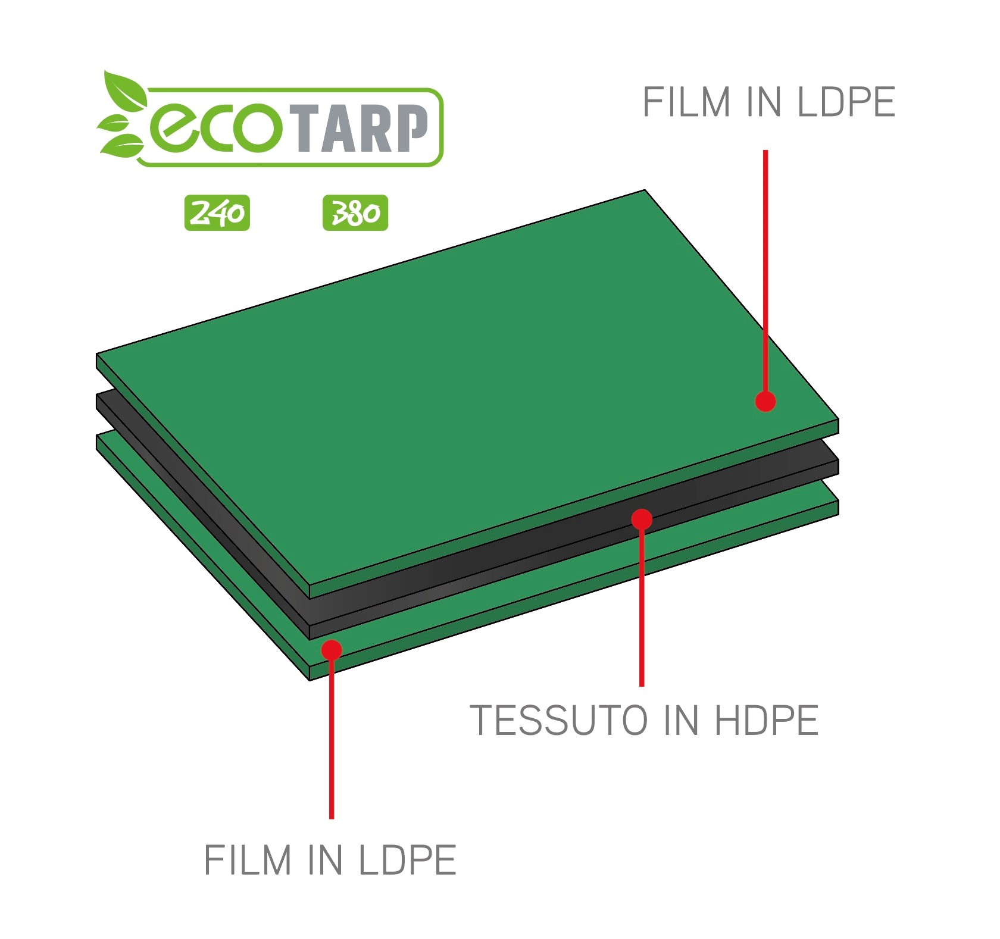 ecoTARP
FILM IN LDPE
240 380
TESSUTO IN HDPE
FILM IN LDPE